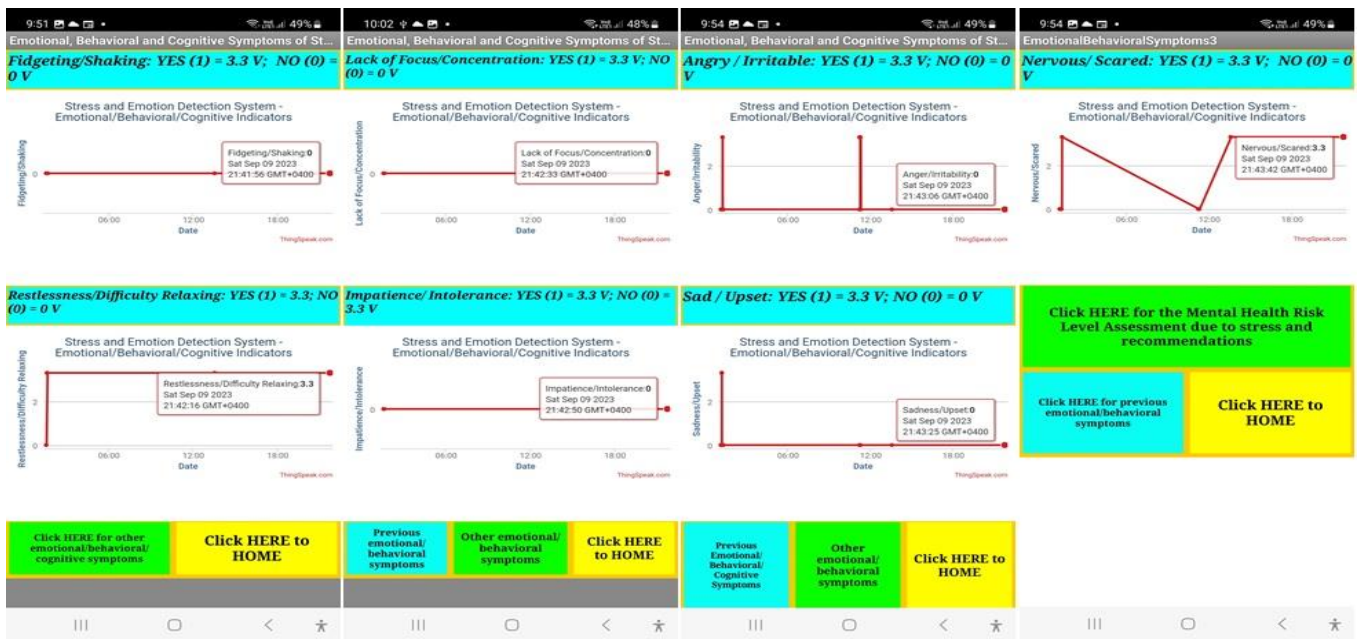 9:51
49%
Emotional, Behavioral and Cognitive Symptoms of St...
Fidgeting/Shaking: YES (1) = 3.3 V; NO (0) =
0 V
Stress and Emotion Detection System -
Emotional/Behavioral/Cognitive Indicators
Fidgeting/Shaking
0
Fidgeting/Shaking:0
Sat Sep 09 2023
21:41:56 GMT+0400
06:00 12:00 18:00
Date
ThingSpeak.com
Restlessness/Difficulty Relaxing: YES (1) = 3.3; NO
(0) = 0 V
Stress and Emotion Detection System -
Emotional/Behavioral/Cognitive Indicators
Restlessness/Difficulty Relaxing
2
0
Restlessness/Difficulty Relaxing:3.3
Sat Sep 09 2023
21:42:16 GMT+0400
06:00 12:00 18:00
Date
ThingSpeak.com
Click HERE for other
emotional/behavioral/
cognitive symptoms
Click HERE to
HOME
10:02
48%
Emotional, Behavioral and Cognitive Symptoms of St...
Lack of Focus/Concentration: YES (1) = 3.3 V; NO
(0) = 0 V
Stress and Emotion Detection System -
Emotional/Behavioral/Cognitive Indicators
Lack of Focus/Concentration
0
Lack of Focus/Concentration:0
Sat Sep 09 2023
21:42:33 GMT+0400
06:00 12:00 18:00
Date
ThingSpeak.com
Impatience/ Intolerance: YES (1) = 3.3 V; NO (0) =
3.3 V
Stress and Emotion Detection System -
Emotional/Behavioral/Cognitive Indicators
Impatience/Intolerance
0
Impatience/Intolerance:0
Sat Sep 09 2023
21:42:50 GMT+0400
06:00 12:00 18:00
Date
ThingSpeak.com
Previous
emotional/
behavioral
symptoms
Other emotional/
behavioral
symptoms
Click HERE
to HOME
9:54
49%
Emotional, Behavioral and Cognitive Symptoms of St...
Angry / Irritable: YES (1) = 3.3 V; NO (0) = 0
V
Stress and Emotion Detection System -
Emotional/Behavioral/Cognitive Indicators
Anger/Irritability
2
0
Anger/Irritability:0
Sat Sep 09 2023
21:43:06 GMT+0400
06:00 12:00 18:00
Date
ThingSpeak.com
Sad / Upset: YES (1) = 3.3 V; NO (0) = 0 V
Stress and Emotion Detection System -
Emotional/Behavioral/Cognitive Indicators
Sadness/Upset
2
0
Sadness/Upset:0
Sat Sep 09 2023
21:43:25 GMT+0400
06:00 12:00 18:00
Date
ThingSpeak.com
Previous
Emotional/
Behavioral/
Cognitive
Symptoms
Other
emotional/
behavioral
symptoms
Click HERE to
HOME
9:54
49%
EmotionalBehavioralSymptoms3
Nervous/ Scared: YES (1) = 3.3 V; NO (0) = 0
V
Stress and Emotion Detection System -
Emotional/Behavioral/Cognitive Indicators
Nervous/Scared
2
0
Nervous/Scared:3.3
Sat Sep 09 2023
21:43:42 GMT+0400
06:00 12:00 18:00
Date
ThingSpeak.com
Click HERE for the Mental Health Risk
Level Assessment due to stress and
recommendations
Click HERE for previous
emotional/behavioral
symptoms
Click HERE to
HOME